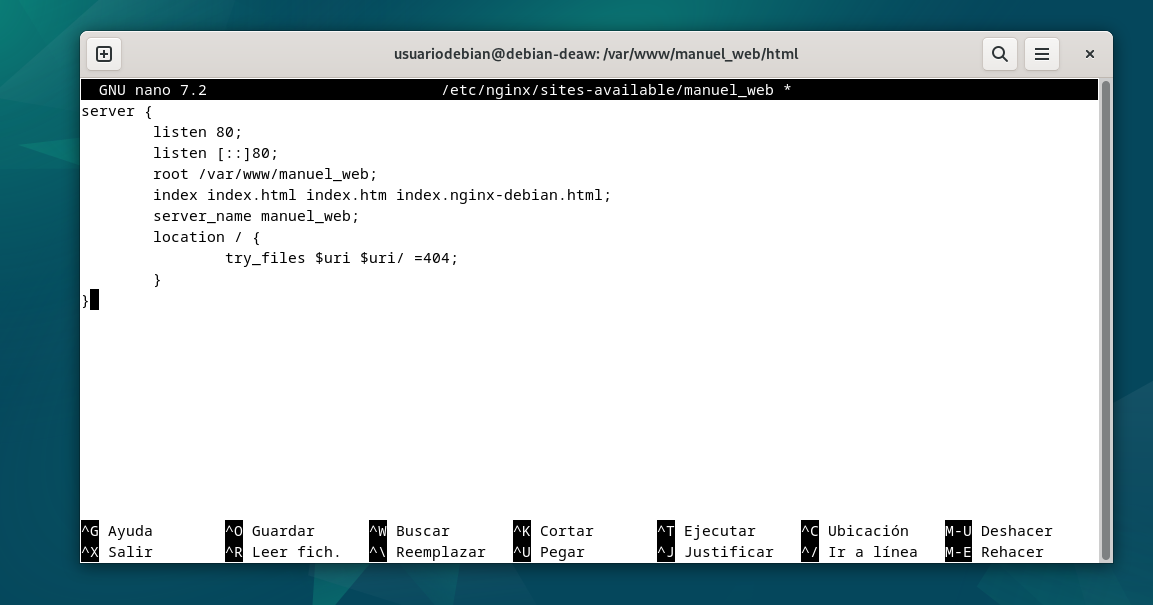 usuariodebian@debian-deaw: /var/www/manuel_web/html
GNU nano 7.2 /etc/nginx/sites-available/manuel_web *
server {
listen 80;
listen [::]80;
root /var/www/manuel_web;
index index.html index.htm index.nginx-debian.html;
server_name manuel_web;
location / {
try_files $uri $uri/ =404;
}
}
^G Ayuda ^O Guardar ^W Buscar ^K Cortar ^T Ejecutar ^C Ubicación M-U Deshacer
^X Salir ^R Leer fich. ^\ Reemplazar ^U Pegar ^J Justificar ^/ Ir a línea M-E Rehacer